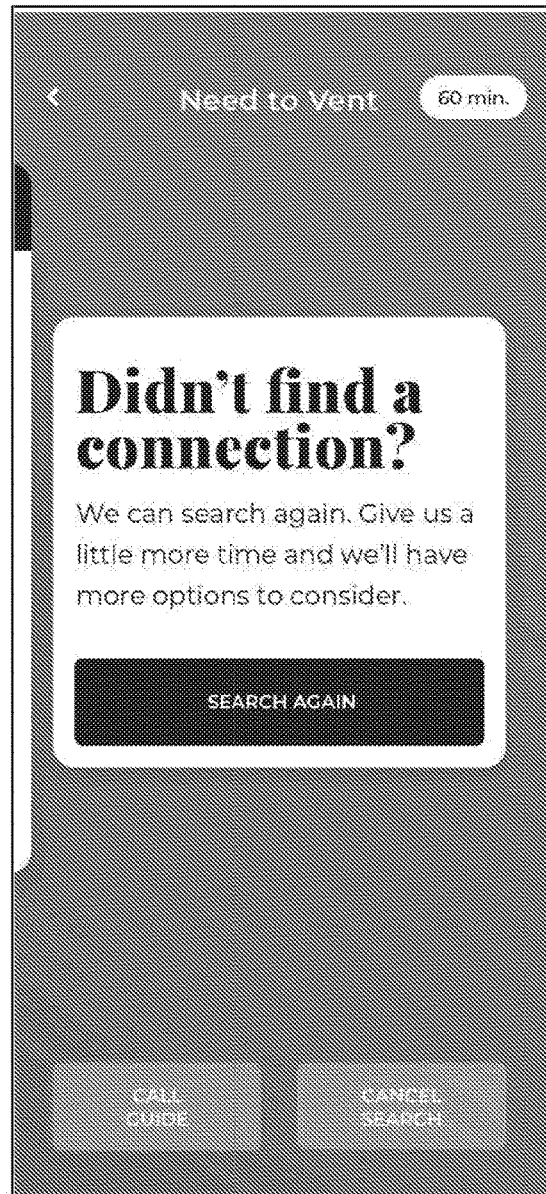 Need to Vent
60 min.
Didn't find a
connection?
We can search again. Give us a
little more time and we'll have
more options to consider.
SEARCH AGAIN
CALL
GUIDE
CANCEL
SEARCH